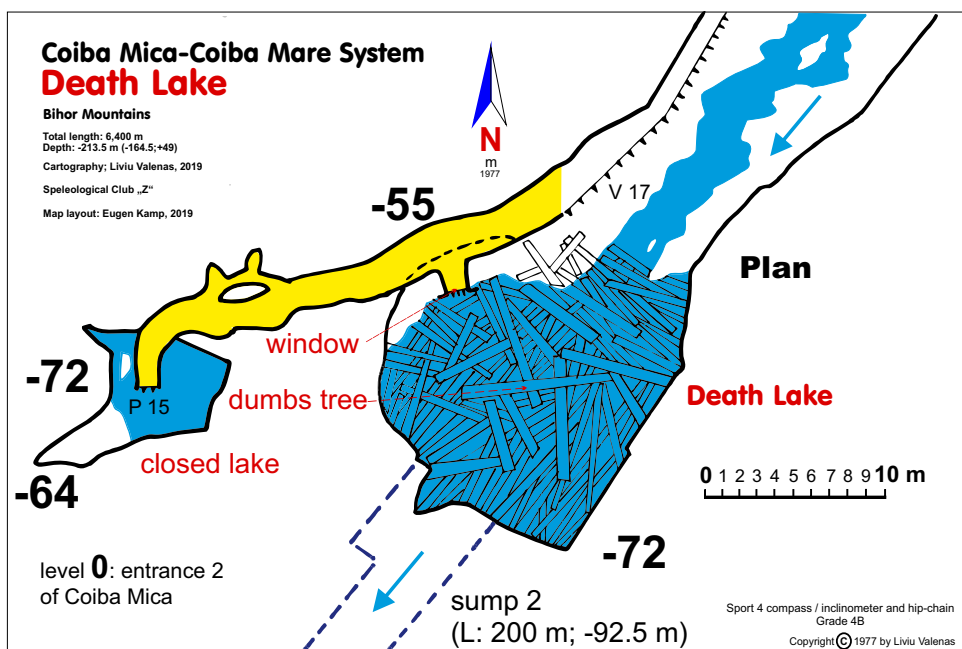 Coiba Mica-Coiba Mare System
Death Lake
Bihor Mountains
Total length: 6,400 m
Depth: -213.5 m (-164.5;+49)
Cartography; Liviu Valenas, 2019
Speleological Club „Z“
Map layout: Eugen Kamp, 2019
N
m
1977
-55
V 17
Plan
window
-72
P 15
dumbs tree
Death Lake
closed lake
-64
0 1 2 3 4 5 6 7 8 9 10 m
-72
level 0: entrance 2
of Coiba Mica
sump 2
(L: 200 m; -92.5 m)
Sport 4 compass / inclinometer and hip-chain
Grade 4B
Copyright © 1977 by Liviu Valenas